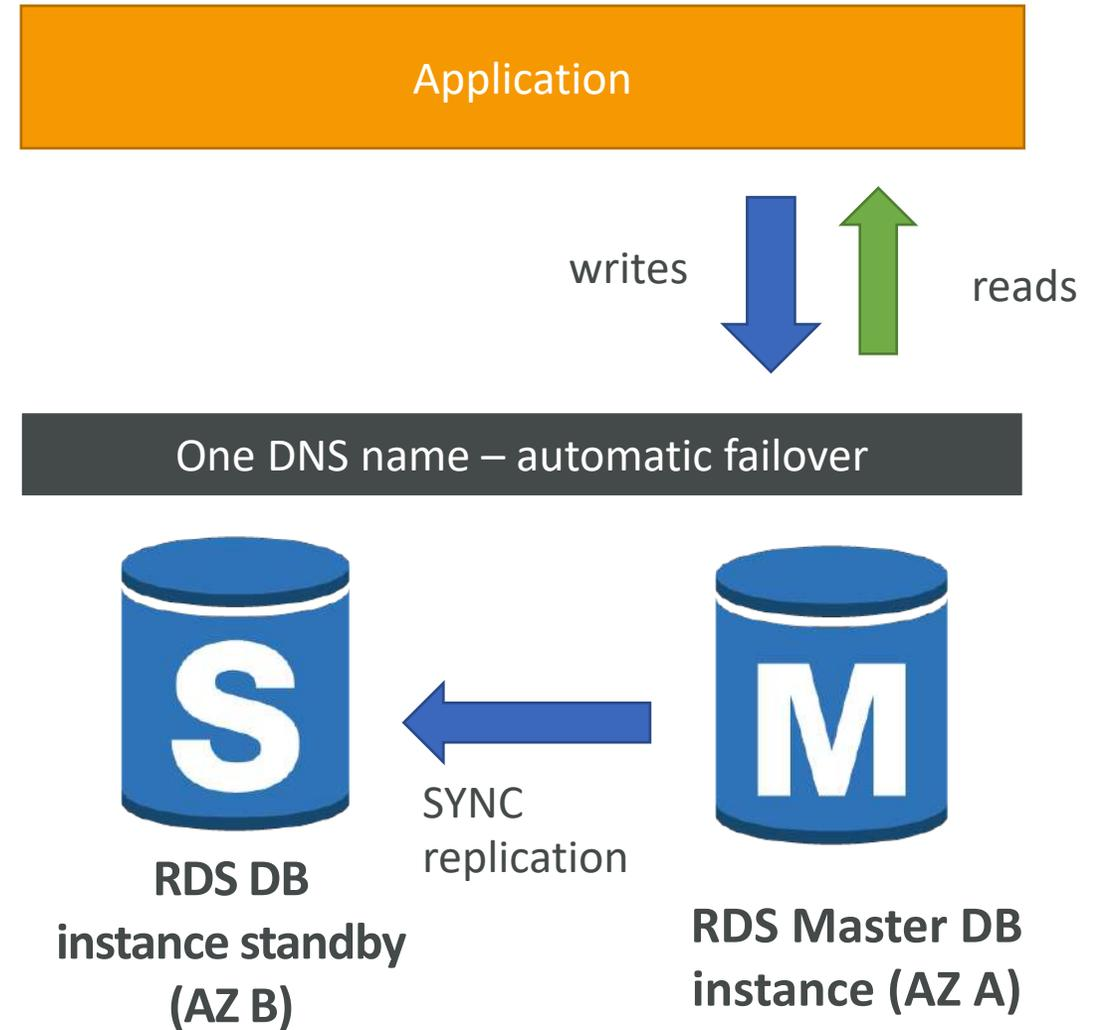 Application
writes
reads
One DNS name – automatic failover
S
M
SYNC
replication
RDS DB
instance standby
(AZ B)
RDS Master DB
instance (AZ A)